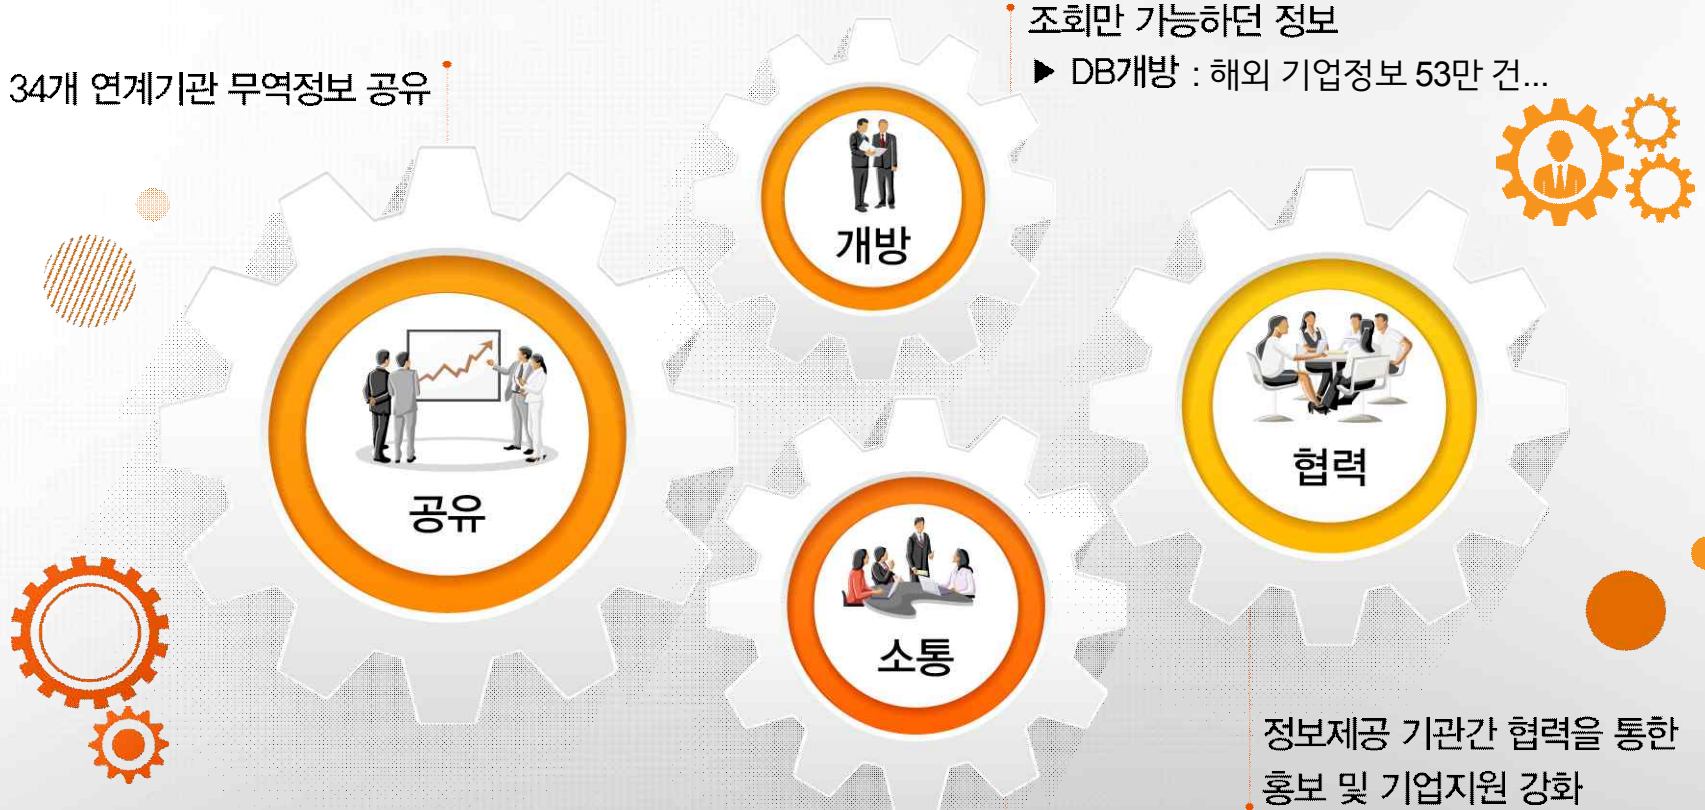 조회만 가능하던 정보
▶ DB개방 : 해외 기업정보 53만 건...
34개 연계기관 무역정보 공유
개방
공유
협력
소통
정보제공 기관간 협력을 통한
홍보 및 기업지원 강화